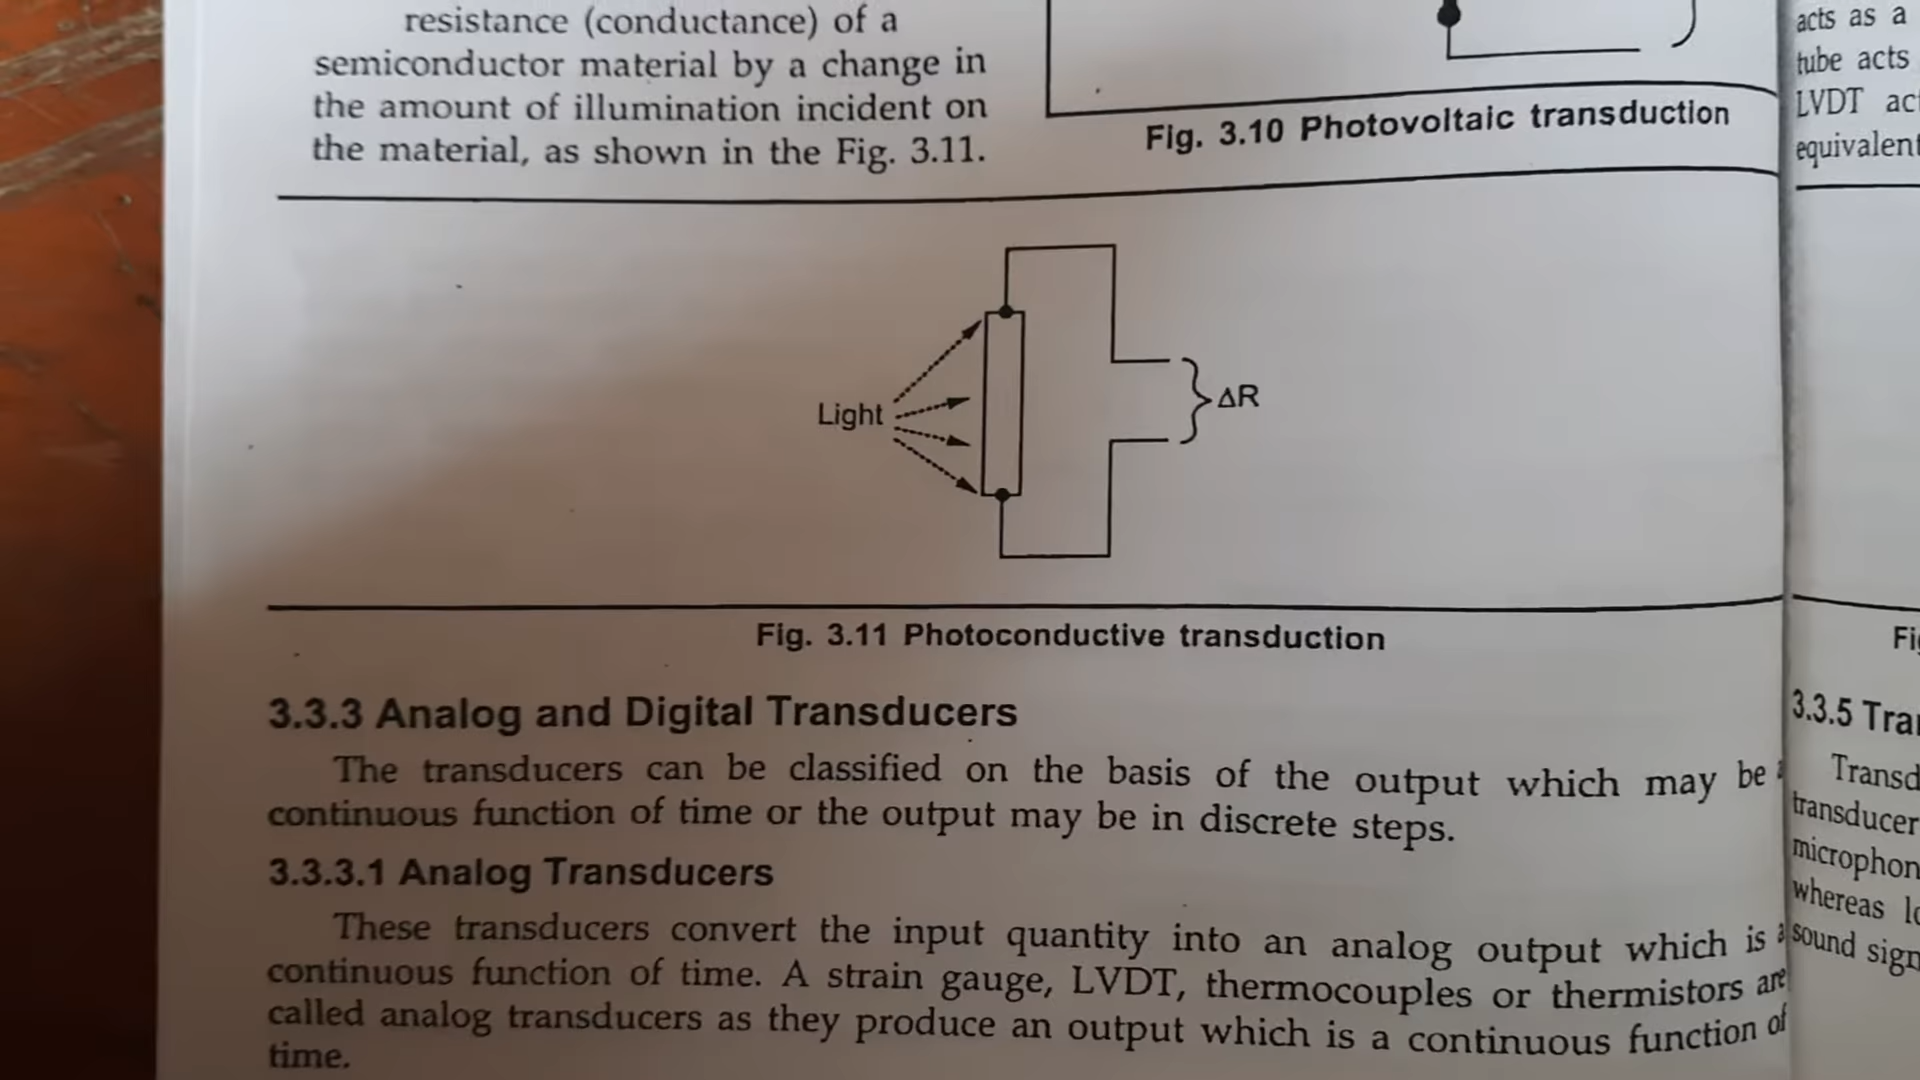 resistance (conductance) of a
semiconductor material by a change in
the amount of illumination incident on
the material, as shown in the Fig. 3.11.
Fig. 3.10 Photovoltaic transduction
Light
ΔR
Fig. 3.11 Photoconductive transduction
3.3.3 Analog and Digital Transducers
The transducers can be classified on the basis of the output which may be a
continuous function of time or the output may be in discrete steps.
3.3.3.1 Analog Transducers
These transducers convert the input quantity into an analog output which is a
continuous function of time. A strain gauge, LVDT, thermocouples or thermistors are
called analog transducers as they produce an output which is a continuous function of
time.
acts as a
tube acts
LVDT
equivalent
3.3.5
transducer
whereas
sound